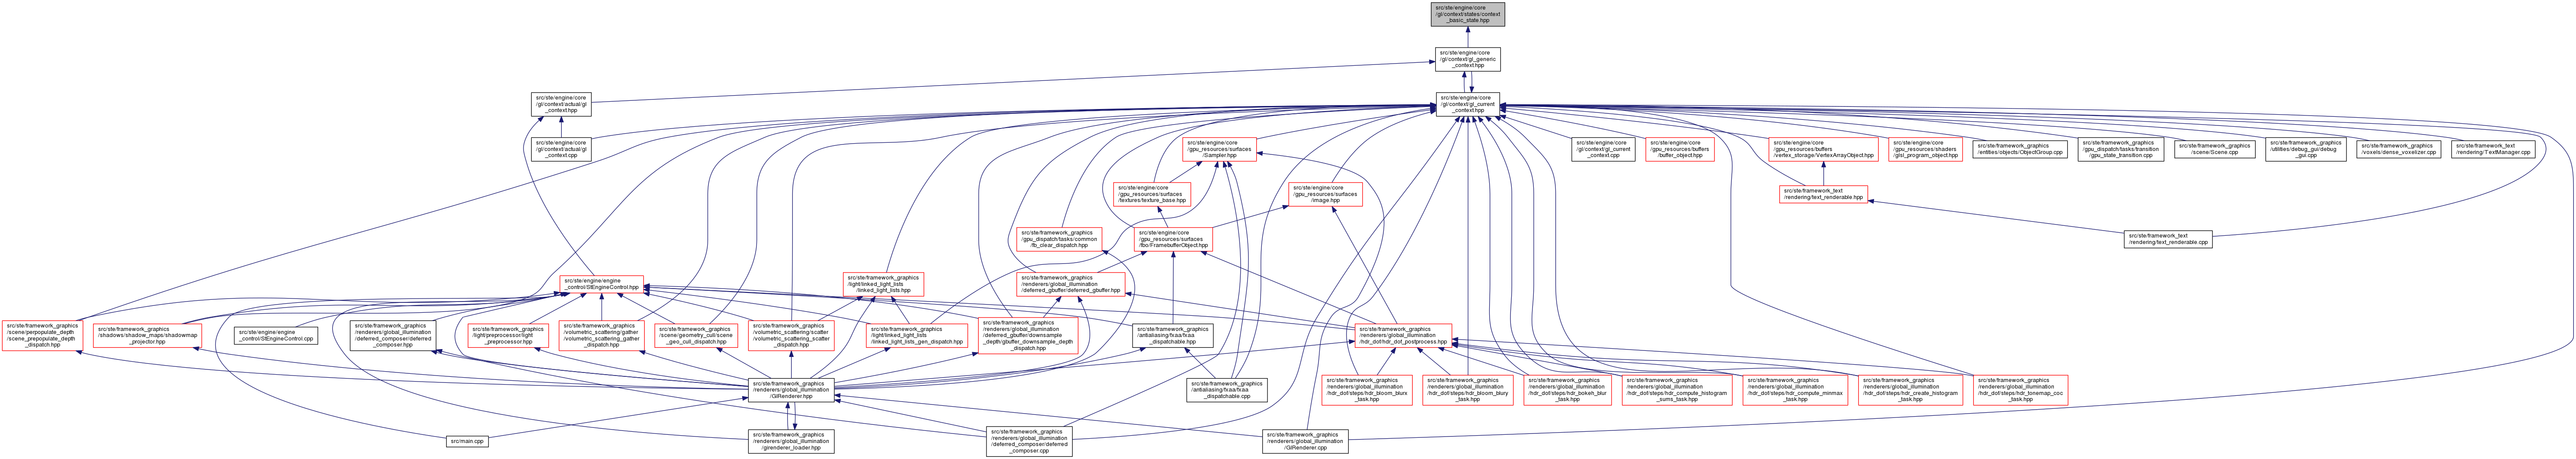 src/ste/engine/core
/gl/context/states/context
_basic_state.hpp
src/ste/engine/core
/gl/context/gl_generic
_context.hpp
src/ste/engine/core
/gl/context/actual/gl
_context.hpp
src/ste/engine/core
/gl/context/gl_current
_context.hpp
src/ste/engine/core
/gl/context/actual/gl
_context.cpp
src/ste/engine/core
/gpu_resources/surfaces
/Sampler.hpp
src/ste/engine/core
/gl/context/gl_current
_context.cpp
src/ste/engine/core
/gpu_resources/buffers
/buffer_object.hpp
src/ste/engine/core
/gpu_resources/buffers
/vertex_storage/VertexArrayObject.hpp
src/ste/engine/core
/gpu_resources/shaders
/glsl_program_object.hpp
src/ste/framework_graphics
/entities/objects/ObjectGroup.cpp
src/ste/framework_graphics
/gpu_dispatch/tasks/transition
/gpu_state_transition.cpp
src/ste/framework_graphics
/scene/Scene.cpp
src/ste/framework_graphics
/utilities/debug_gui/debug
_gui.cpp
src/ste/framework_graphics
/voxels/dense_voxelizer.cpp
src/ste/framework_text
/rendering/TextManager.cpp
src/ste/engine/core
/gpu_resources/surfaces
/textures/texture_base.hpp
src/ste/engine/core
/gpu_resources/surfaces
/image.hpp
src/ste/framework_text
/rendering/text_renderable.hpp
src/ste/framework_graphics
/gpu_dispatch/tasks/common
/fb_clear_dispatch.hpp
src/ste/engine/core
/gpu_resources/surfaces
/fbo/FramebufferObject.hpp
src/ste/framework_text
/rendering/text_renderable.cpp
src/ste/engine/engine
_control/StEngineControl.hpp
src/ste/framework_graphics
/light/linked_light_lists
/linked_light_lists.hpp
src/ste/framework_graphics
/renderers/global_illumination
/deferred_gbuffer/deferred_gbuffer.hpp
src/ste/framework_graphics
/scene/perpopulate_depth
/scene_prepopulate_depth
_dispatch.hpp
src/ste/framework_graphics
/shadows/shadow_maps/shadowmap
_projector.hpp
src/ste/engine/engine
_control/StEngineControl.cpp
src/ste/framework_graphics
/renderers/global_illumination
/deferred_composer/deferred
_composer.hpp
src/ste/framework_graphics
/light/preprocessor/light
_preprocessor.hpp
src/ste/framework_graphics
/volumetric_scattering/gather
/volumetric_scattering_gather
_dispatch.hpp
src/ste/framework_graphics
/scene/geometry_cull/scene
_geo_cull_dispatch.hpp
src/ste/framework_graphics
/volumetric_scattering/scatter
/volumetric_scattering_scatter
_dispatch.hpp
src/ste/framework_graphics
/light/linked_light_lists
/linked_light_lists_gen_dispatch.hpp
src/ste/framework_graphics
/renderers/global_illumination
/deferred_gbuffer/downsample
_depth/gbuffer_downsample_depth
_dispatch.hpp
src/ste/framework_graphics
/antialiasing/fxaa/fxaa
_dispatchable.hpp
src/ste/framework_graphics
/renderers/global_illumination
/hdr_dof/hdr_dof_postprocess.hpp
src/ste/framework_graphics
/renderers/global_illumination
/GIRenderer.hpp
src/ste/framework_graphics
/antialiasing/fxaa/fxaa
_dispatchable.cpp
src/ste/framework_graphics
/renderers/global_illumination
/hdr_dof/steps/hdr_bloom_blurx
_task.hpp
src/ste/framework_graphics
/renderers/global_illumination
/hdr_dof/steps/hdr_bloom_blury
_task.hpp
src/ste/framework_graphics
/renderers/global_illumination
/hdr_dof/steps/hdr_bokeh_blur
_task.hpp
src/ste/framework_graphics
/renderers/global_illumination
/hdr_dof/steps/hdr_compute_histogram
_sums_task.hpp
src/ste/framework_graphics
/renderers/global_illumination
/hdr_dof/steps/hdr_compute_minmax
_task.hpp
src/ste/framework_graphics
/renderers/global_illumination
/hdr_dof/steps/hdr_create_histogram
_task.hpp
src/ste/framework_graphics
/renderers/global_illumination
/hdr_dof/steps/hdr_tonemap_coc
_task.hpp
src/main.cpp
src/ste/framework_graphics
/renderers/global_illumination
/girenderer_loader.hpp
src/ste/framework_graphics
/renderers/global_illumination
/deferred_composer/deferred
_composer.cpp
src/ste/framework_graphics
/renderers/global_illumination
/GIRenderer.cpp